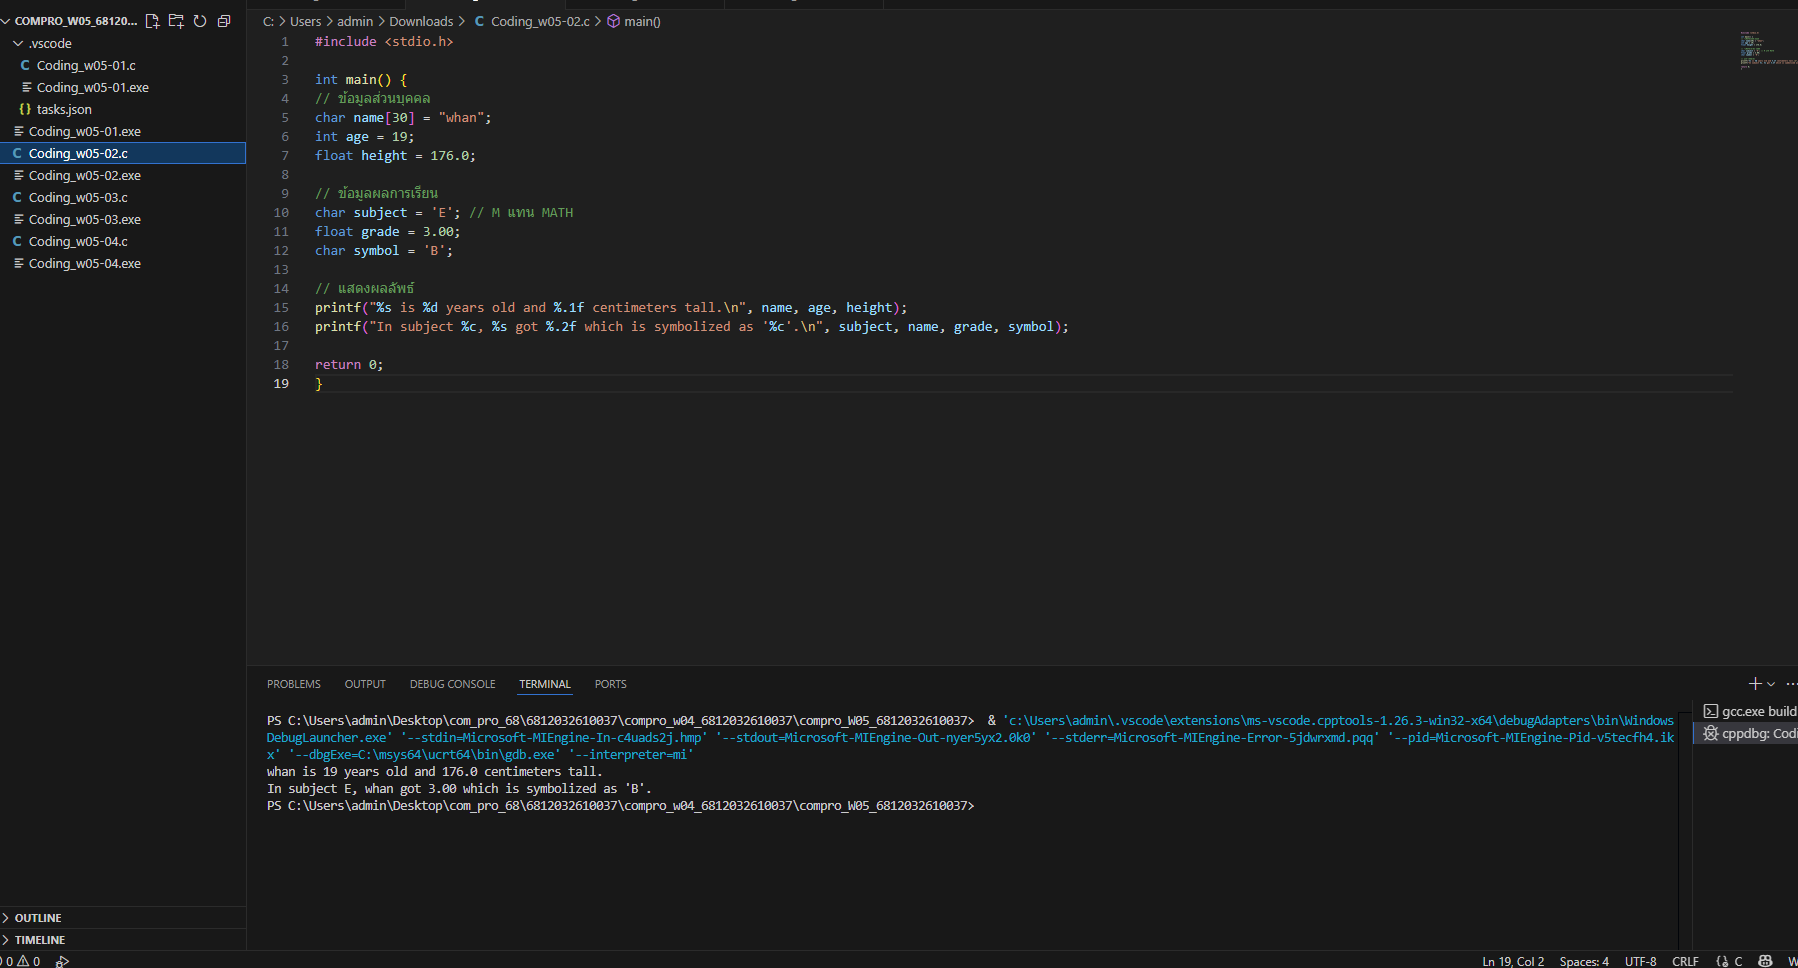 COMPRO_W05_68120...
.vscode
C Coding_w05-01.c
Coding_w05-01.exe
{} tasks.json
Coding_w05-01.exe
C Coding_w05-02.c
Coding_w05-02.exe
C Coding_w05-03.c
Coding_w05-03.exe
C Coding_w05-04.c
Coding_w05-04.exe
OUTLINE
TIMELINE
C: > Users > admin > Downloads > C Coding_w05-02.c > main()
1 #include <stdio.h>
2
3 int main() {
4 // ข้อมูลส่วนบุคคล
5 char name[30] = "whan";
6 int age = 19;
7 float height = 176.0;
8
9 // ข้อมูลผลการเรียน
10 char subject = 'E'; // M แทน MATH
11 float grade = 3.00;
12 char symbol = 'B';
13
14 // แสดงผลลัพธ์
15 printf("%s is %d years old and %.1f centimeters tall.\n", name, age, height);
16 printf("In subject %c, %s got %.2f which is symbolized as '%c'.\n", subject, name, grade, symbol);
17
18 return 0;
19 }
PROBLEMS OUTPUT DEBUG CONSOLE TERMINAL PORTS
PS C:\Users\admin\Desktop\com_pro_68\6812032610037\compro_w04_6812032610037\compro_W05_6812032610037> & 'c:\Users\admin\.vscode\extensions\ms-vscode.cpptools-1.26.3-win32-x64\debugAdapters\bin\Windows
DebugLauncher.exe' '--stdin=Microsoft-MIEngine-In-c4uads2j.hmp' '--stdout=Microsoft-MIEngine-Out-nyer5yx2.0k0' '--stderr=Microsoft-MIEngine-Error-5jdwrxmd.pqq' '--pid=Microsoft-MIEngine-Pid-v5tecfh4.ik
x' '--dbgExe=C:\msys64\ucrt64\bin\gdb.exe' '--interpreter=mi'
whan is 19 years old and 176.0 centimeters tall.
In subject E, whan got 3.00 which is symbolized as 'B'.
PS C:\Users\admin\Desktop\com_pro_68\6812032610037\compro_w04_6812032610037\compro_W05_6812032610037>
gcc.exe build
cppdbg: Codi
0 0 Ln 19, Col 2 Spaces: 4 UTF-8 CRLF {} C W